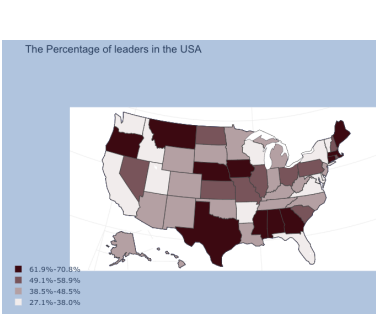 The Percentage of leaders in the USA
61.9%-70.8%
49.1%-58.9%
38.5%-48.5%
27.1%-38.0%